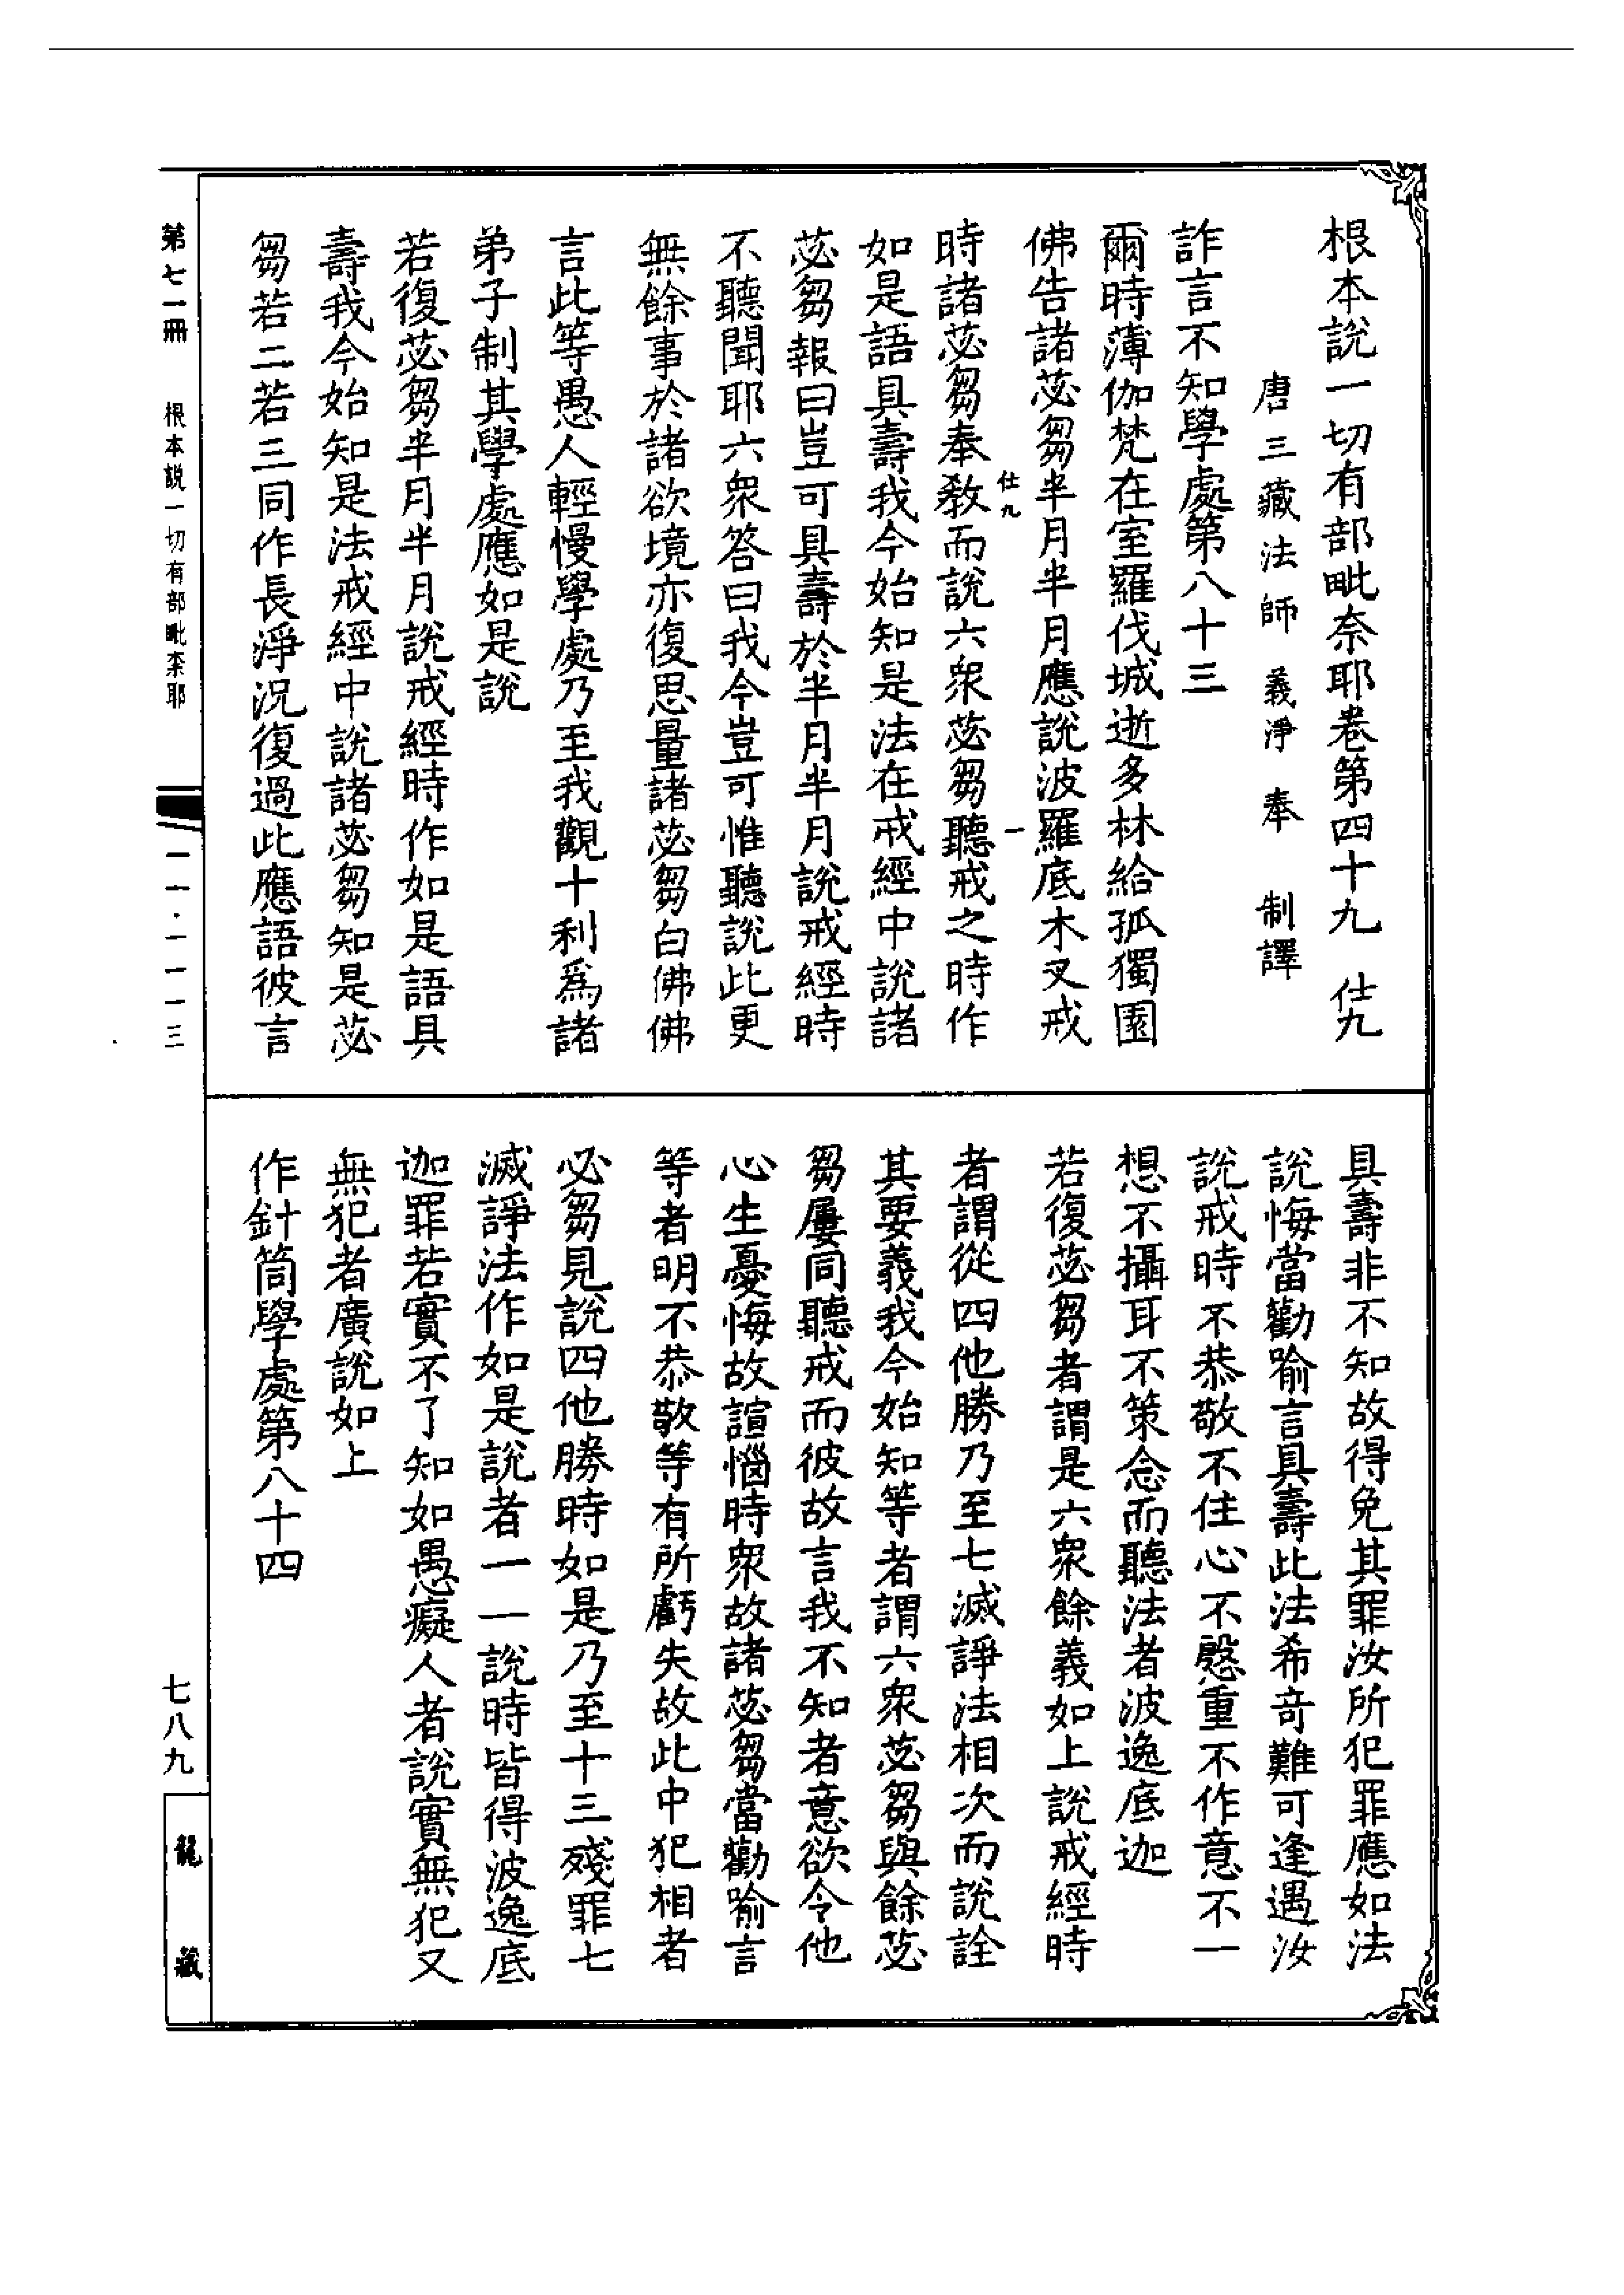 根本說一切有部毗奈耶卷第四十九　仕九
唐三藏法師　義淨　奉　制譯
詐言不知學處第八十三
爾時薄伽梵在室羅伐城逝多林給孤獨園
佛告諸苾芻半月半月應說波羅底木叉戒
仕九　一
時諸苾芻奉教而說六衆苾芻聽戒之時作
如是語具壽我今始知是法在戒經中說諸
苾芻報曰豈可具壽於半月半月說戒經時
不聽聞耶六衆答曰我今豈可惟聽說此更
無餘事於諸欲境亦復思量諸苾芻白佛佛
言此等愚人輕慢學處乃至我觀十利爲諸
弟子制其學處應如是說
若復苾芻半月半月說戒經時作如是語具
壽我今始知是法戒經中說諸苾芻知是苾
芻若二若三同作長淨況復過此應語彼言
具壽非不知故得免其罪汝所犯罪應如法
說悔當勸喻言具壽此法希奇難可逢遇汝
說戒時不恭敬不住心不慇重不作意不一
想不攝耳不策念而聽法者波逸底迦
若復苾芻者謂是六衆餘義如上說戒經時
者謂從四他勝乃至七滅諍法相次而說詮
其要義我今始知等者謂六衆苾芻與餘苾
芻屢同聽戒而彼故言我不知者意欲令他
心生憂悔故諠惱時衆故諸苾芻當勸喻言
等者明不恭敬等有所虧失故此中犯相者
必芻見說四他勝時如是乃至十三殘罪七
滅諍法作如是說者一一說時皆得波逸底
迦罪若實不了知如愚癡人者說實無犯又
無犯者廣說如上
作針筒學處第八十四
第七一冊　根本說一切有部毗奈耶
一一·一一一三
七八九
龍藏